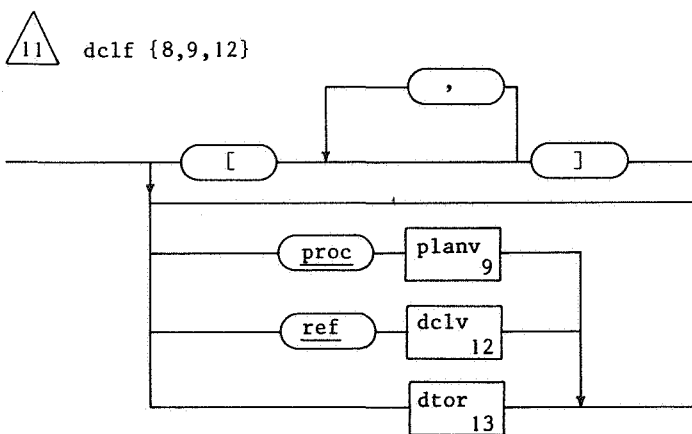 11 dclf {8,9,12}
,
[ ]
proc planv 9
ref dclv 12
dtor 13